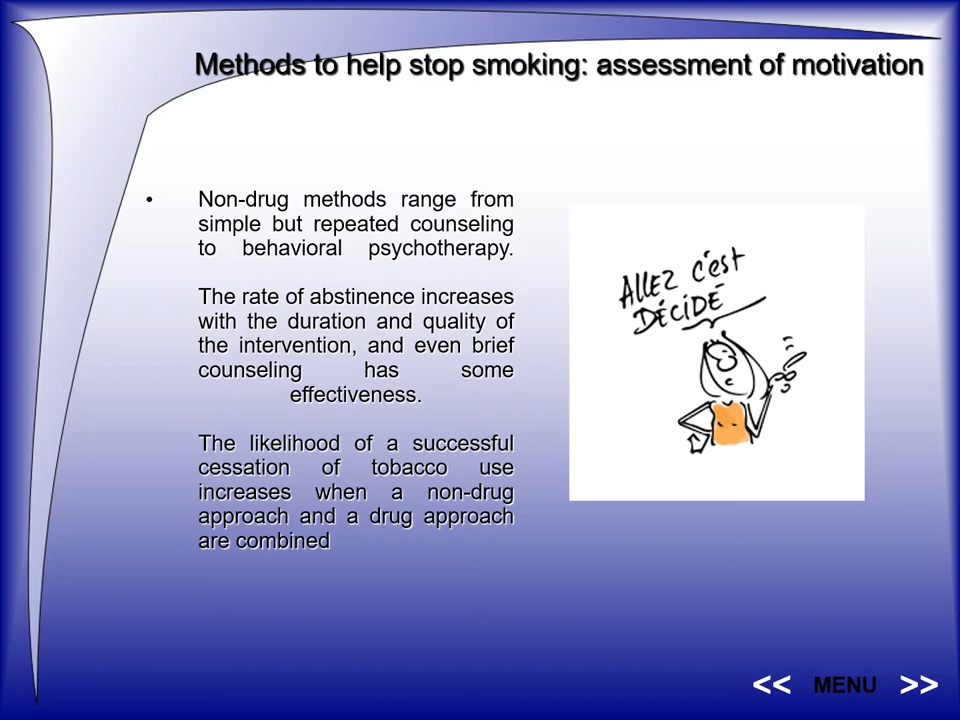 Methods to help stop smoking: assessment of motivation
• Non-drug methods range from
simple but repeated counseling
to behavioral psychotherapy.
The rate of abstinence increases
with the duration and quality of
the intervention, and even brief
counseling has some
effectiveness.
The likelihood of a successful
cessation of tobacco use
increases when a non-drug
approach and a drug approach
are combined
ALLEZ C'EST
DÉCIDÉ
<< MENU >>